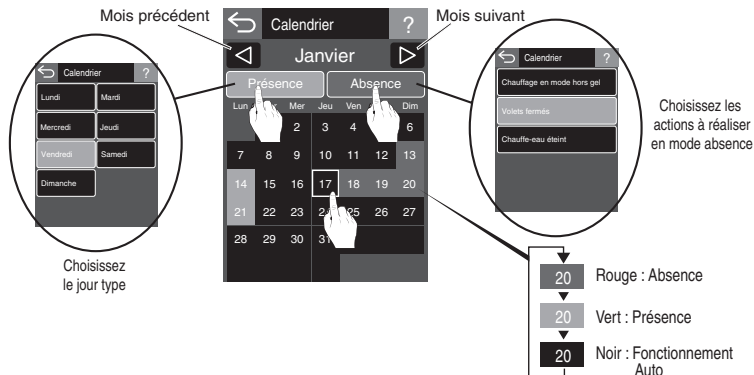 Mois précédent
Mois suivant
Calendrier
?
Janvier
Présence
Absence
Lun
Mer
Jeu
Ven
Dim
2 3 4 6
7 8 9 10 11 12 13
14 15 16 17 18 19 20
21 22 23 25 26 27
28 29 30 31
Calendrier
?
Lundi
Mardi
Mercredi
Jeudi
Vendredi
Samedi
Dimanche
Choisissez
le jour type
Calendrier
?
Chauffage en mode hors gel
Volets fermés
Chauffe-eau éteint
Choisissez les
actions à réaliser
en mode absence
20 Rouge : Absence
20 Vert : Présence
20 Noir : Fonctionnement
Auto